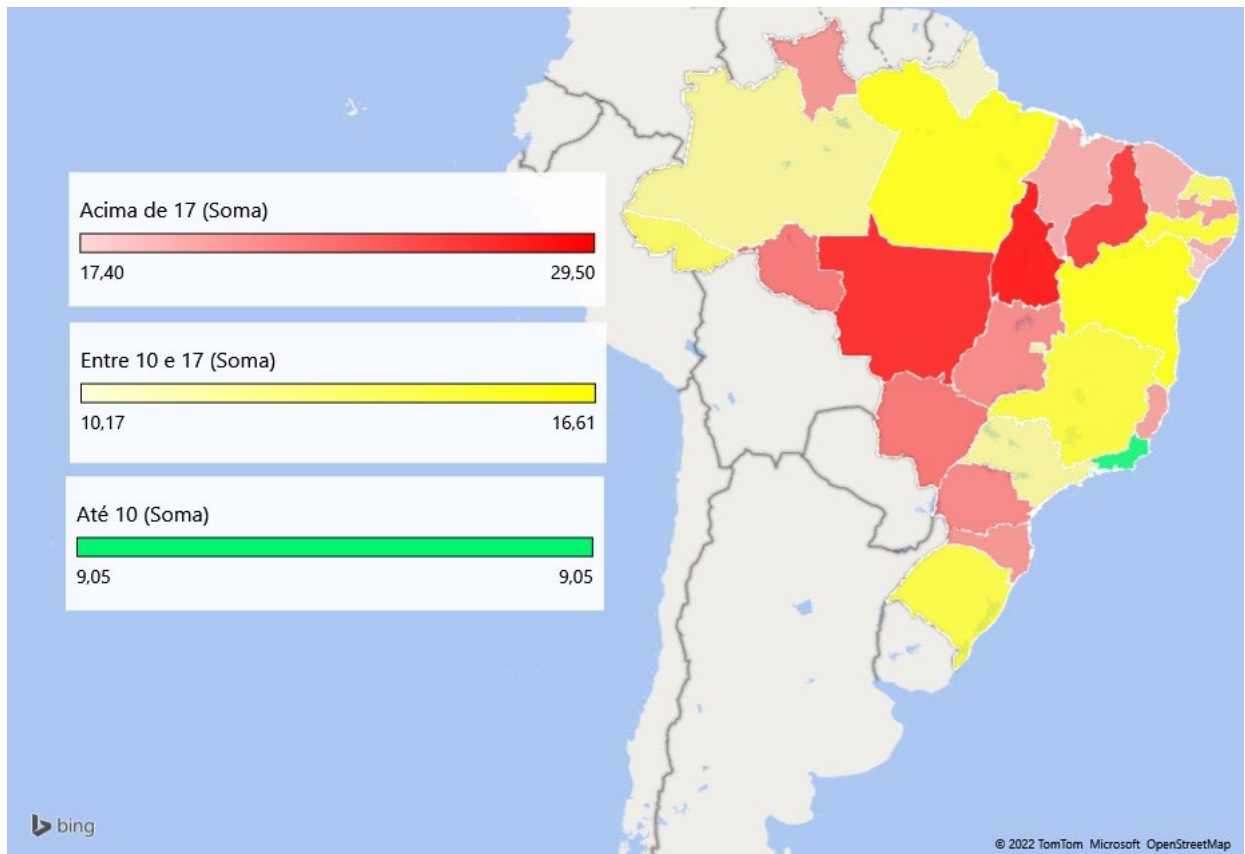 Acima de 17 (Soma)
17,40 29,50
Entre 10 e 17 (Soma)
10,17 16,61
Até 10 (Soma)
9,05 9,05
bing
© 2022 TomTom Microsoft OpenStreetMap